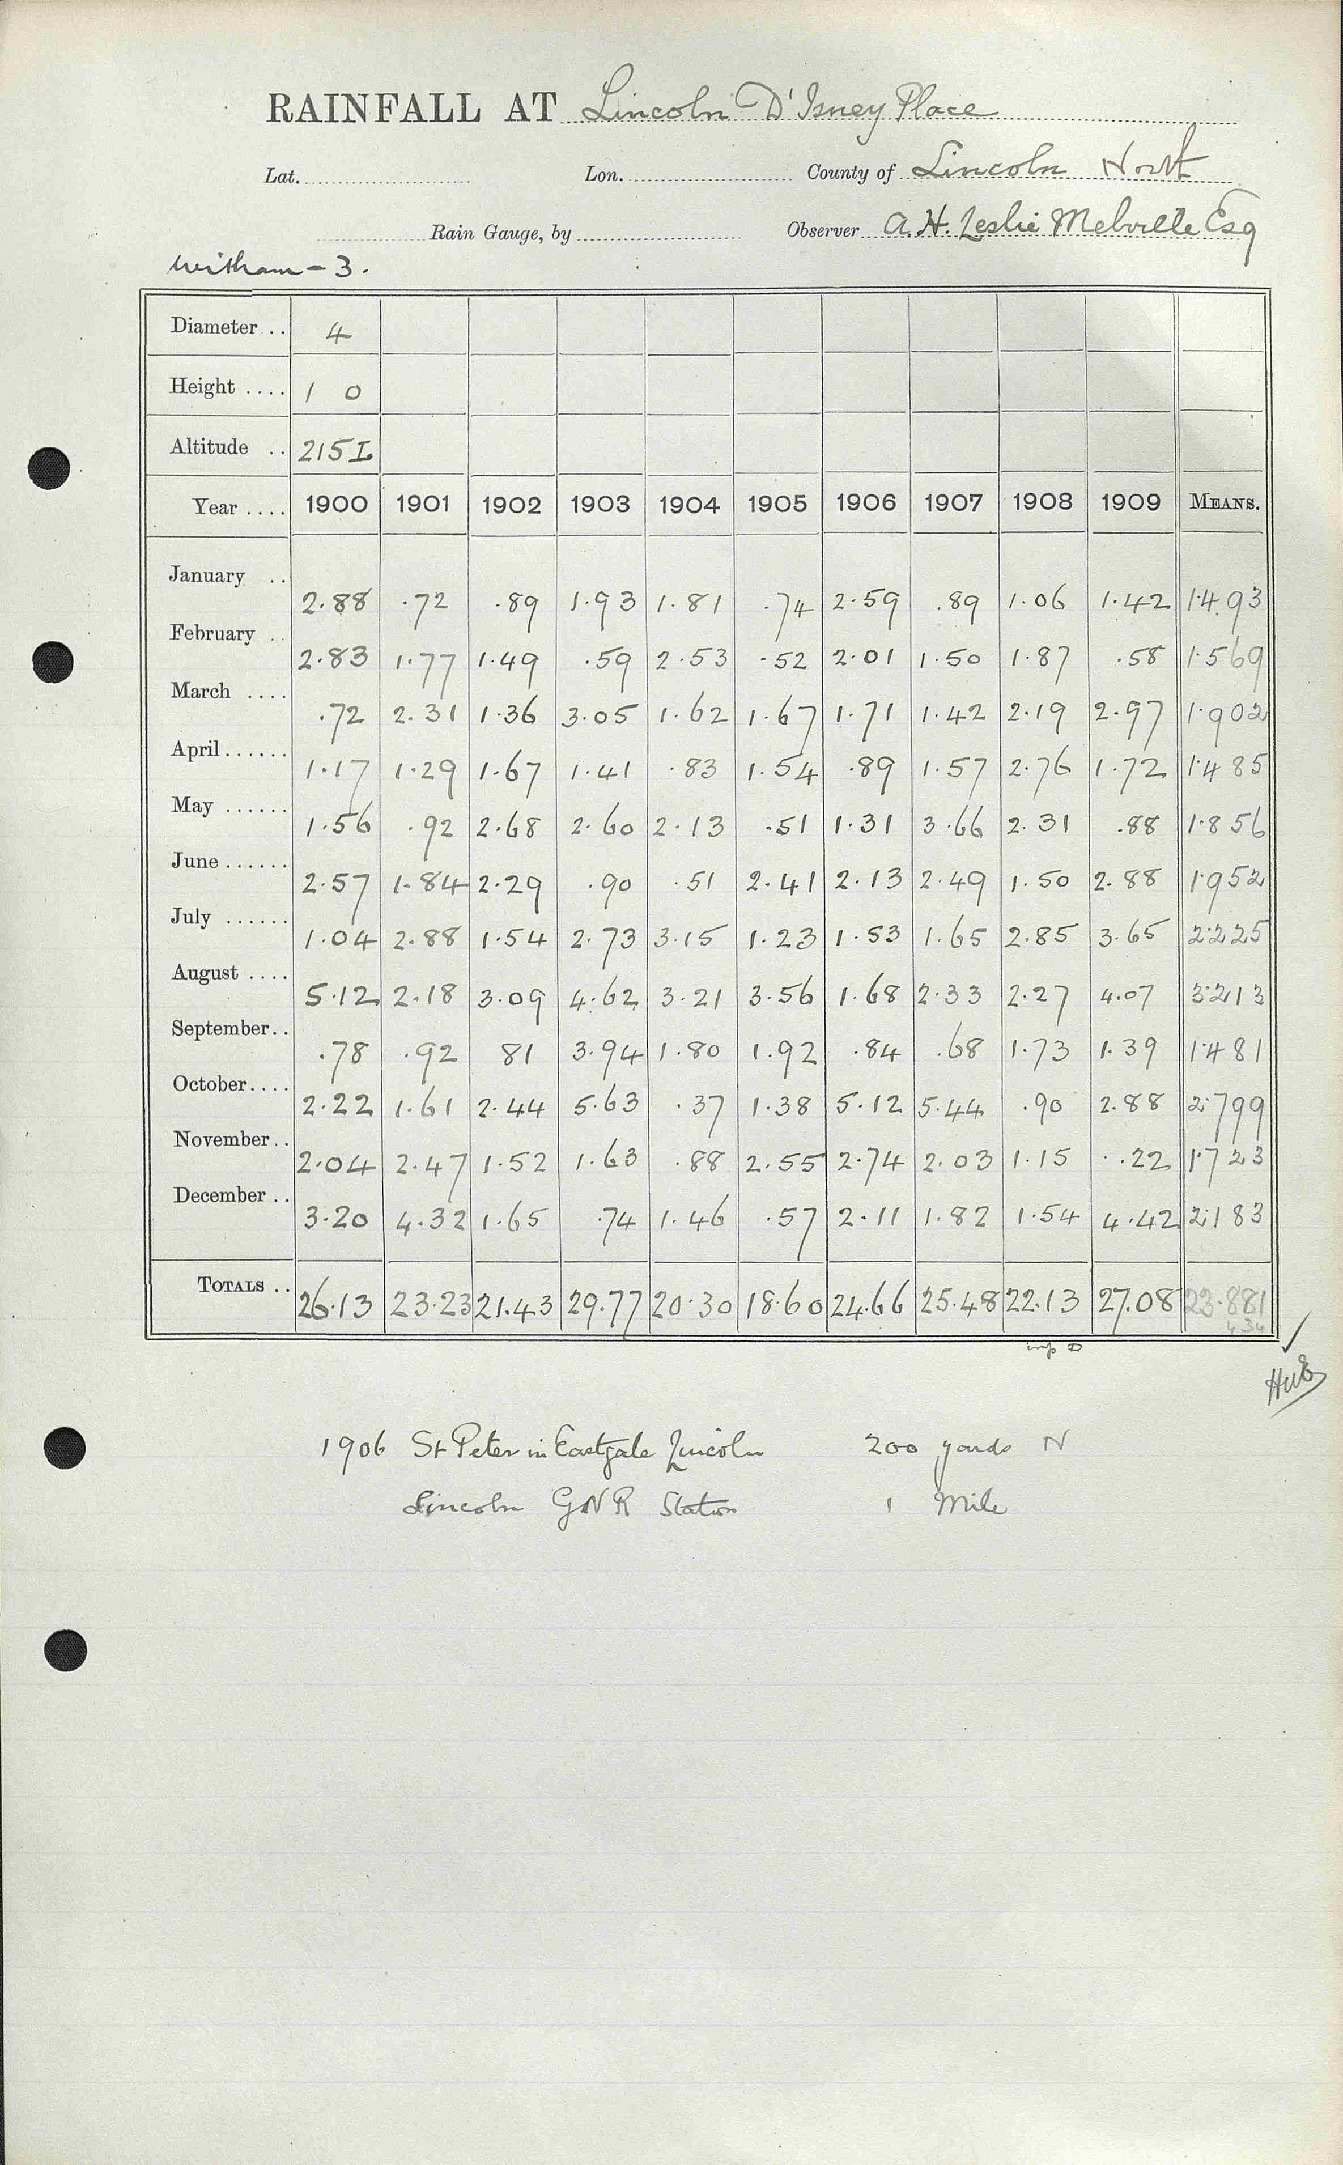 RAINFALL AT Lincoln D'Isney Place
Lat. Lon. County of Lincoln North
Rain Gauge, by Observer A. H. Leslie Melville Esq
Witham - 3.
Diameter .. 4
Height .... 1 0
Altitude .. 215 I
Year .... 1900 1901 1902 1903 1904 1905 1906 1907 1908 1909 MEANS.
January .. 2.88 .72 .89 1.93 1.81 .74 2.59 .89 1.06 1.42 1.493
February .. 2.83 1.77 1.49 .59 2.53 .52 2.01 1.50 1.87 .58 1.569
March .... .72 2.31 1.36 3.05 1.62 1.67 1.71 1.42 2.19 2.97 1.902
April ...... 1.17 1.29 1.67 1.41 .83 1.54 .89 1.57 2.76 1.72 1.485
May ...... 1.56 .92 2.68 2.60 2.13 .51 1.31 3.66 2.31 .88 1.856
June ...... 2.57 1.84 2.29 .90 .51 2.41 2.13 2.49 1.50 2.88 1.952
July ...... 1.04 2.88 1.54 2.73 3.15 1.23 1.53 1.65 2.85 3.65 2.225
August .... 5.12 2.18 3.09 4.62 3.21 3.56 1.68 2.33 2.27 4.07 3.213
September .. .78 .92 81 3.94 1.80 1.92 .84 .68 1.73 1.39 1.481
October .... 2.22 1.61 2.44 5.63 .37 1.38 5.12 5.44 .90 2.88 2.799
November .. 2.04 2.47 1.52 1.63 .88 2.55 2.74 2.03 1.15 .22 1.723
December .. 3.20 4.32 1.65 .74 1.46 .57 2.11 1.82 1.54 4.42 2.183
TOTALS .. 26.13 23.23 21.43 29.77 20.30 18.60 24.66 25.48 22.13 27.08 23.881
1906 St Peter in Eastgate Lincoln 200 yards N
Lincoln GNR Station 1 Mile